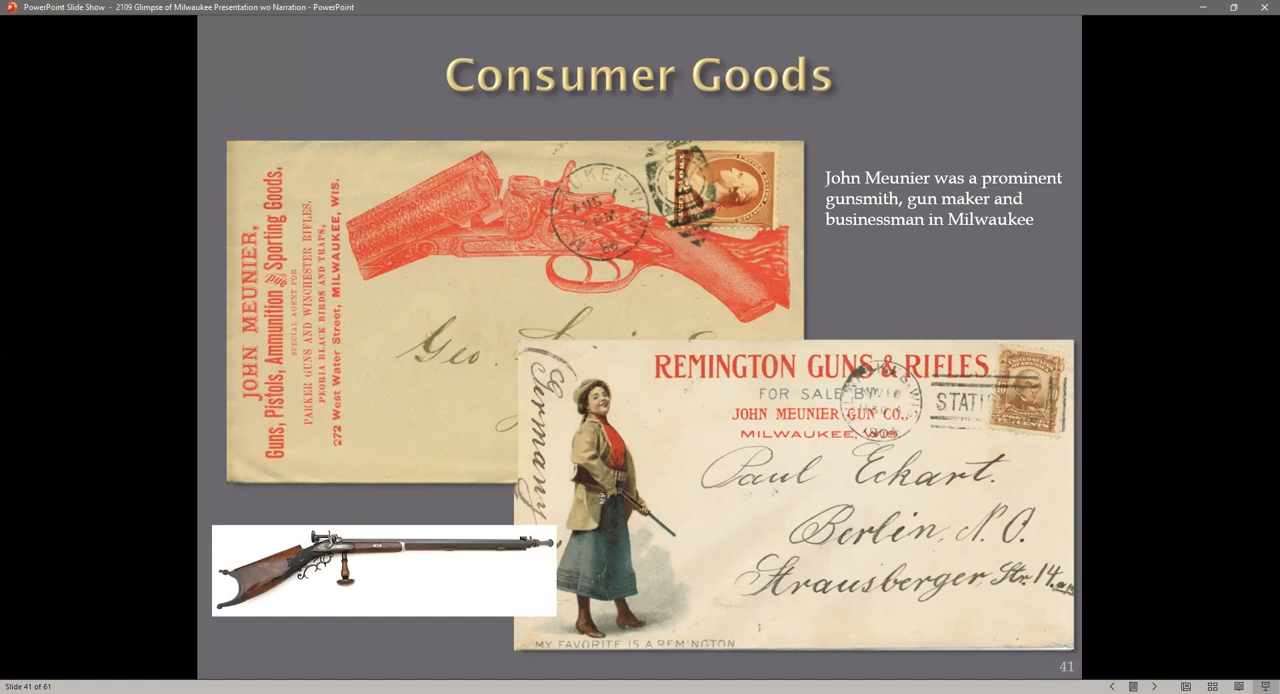 PowerPoint Slide Show - 2109 Glimpse of Milwaukee Presentation wo Narration - PowerPoint
Consumer Goods
JOHN MEUNIER,
Guns, Pistols, Ammunition and Sporting Goods,
SPECIAL AGENT FOR
PARKER GUNS AND WINCHESTER RIFLES,
PEORIA BLACK BIRDS AND TRAPS,
272 West Water Street, MILWAUKEE, WIS.
Geo.
John Meunier was a prominent
gunsmith, gun maker and
businessman in Milwaukee
(Germany
REMINGTON GUNS & RIFLES
FOR SALE BY
JOHN MEUNIER GUN CO.,
MILWAUKEE, WIS
Paul Eckart.
Berlin, N.O.
Strausberger Str. 14.
MY FAVORITE IS A REMINGTON
41
Slide 41 of 61